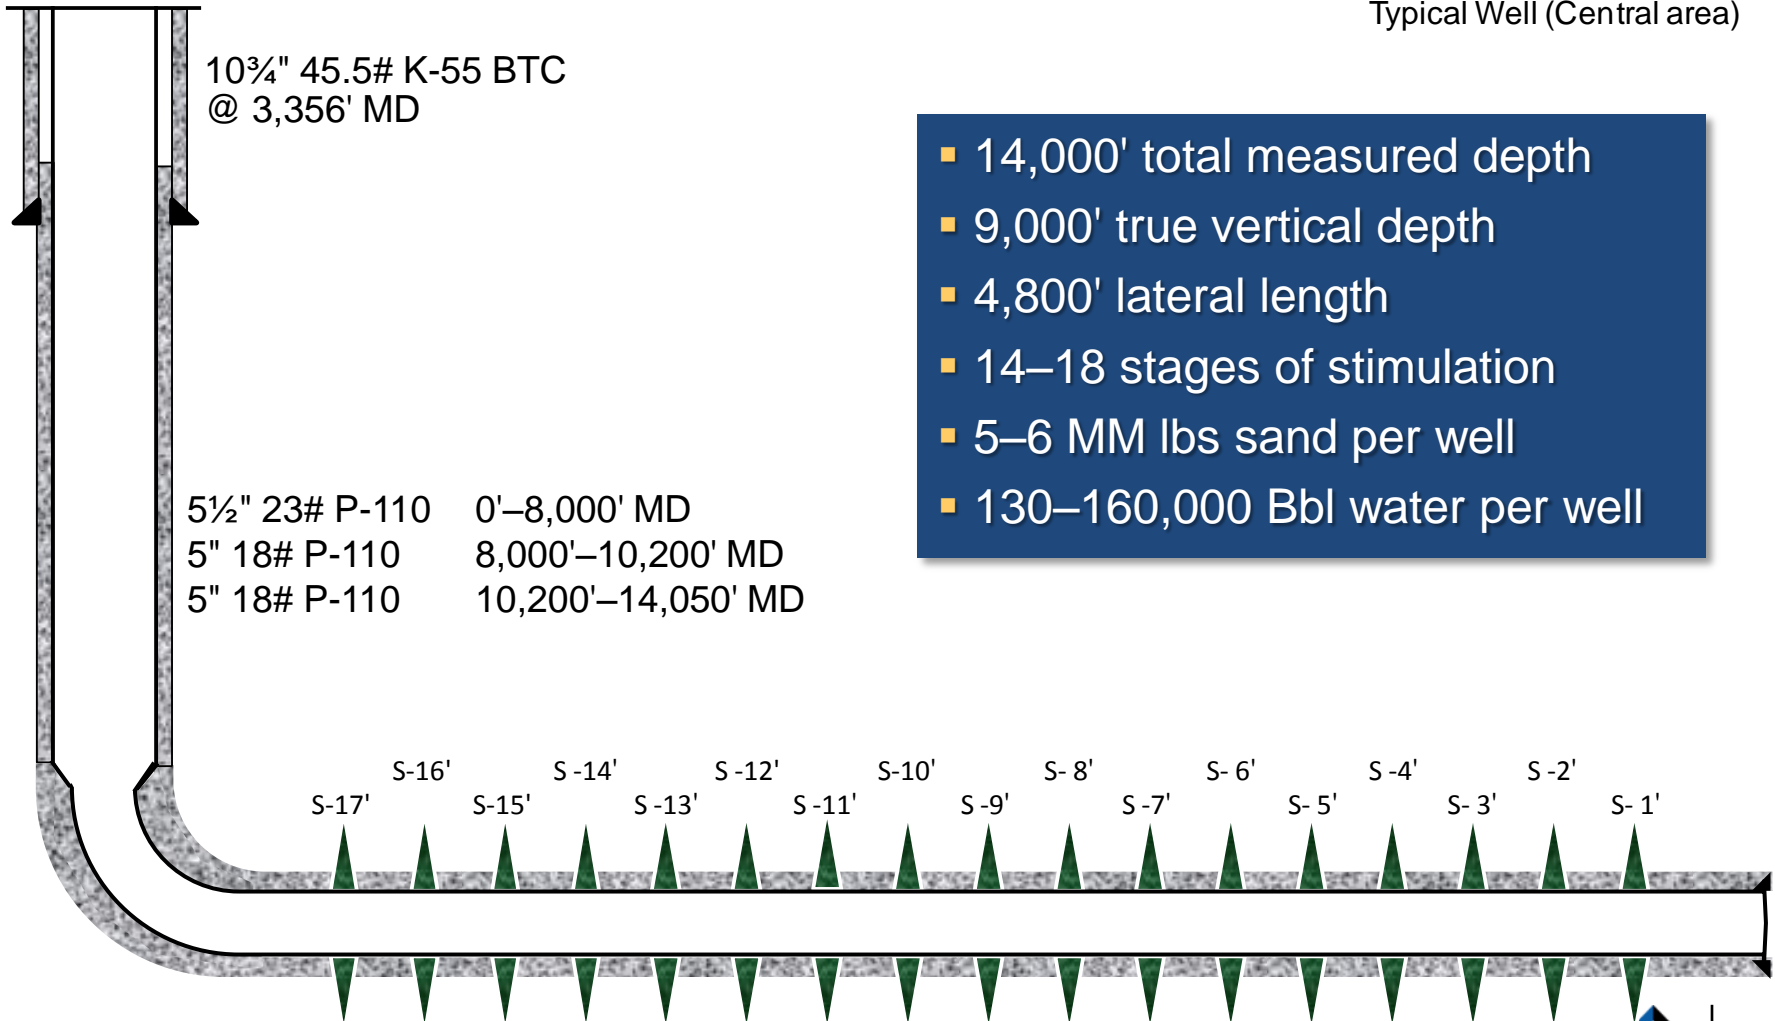 Typical Well (Central area)
10¾" 45.5# K-55 BTC
@ 3,356' MD
▪ 14,000' total measured depth
▪ 9,000' true vertical depth
▪ 4,800' lateral length
▪ 14–18 stages of stimulation
▪ 5–6 MM lbs sand per well
▪ 130–160,000 Bbl water per well
5½" 23# P-110 0'–8,000' MD
5" 18# P-110 8,000'–10,200' MD
5" 18# P-110 10,200'–14,050' MD
S-16' S -14' S -12' S-10' S- 8' S- 6' S -4' S -2'
S-17' S-15' S -13' S -11' S -9' S -7' S- 5' S- 3' S- 1'